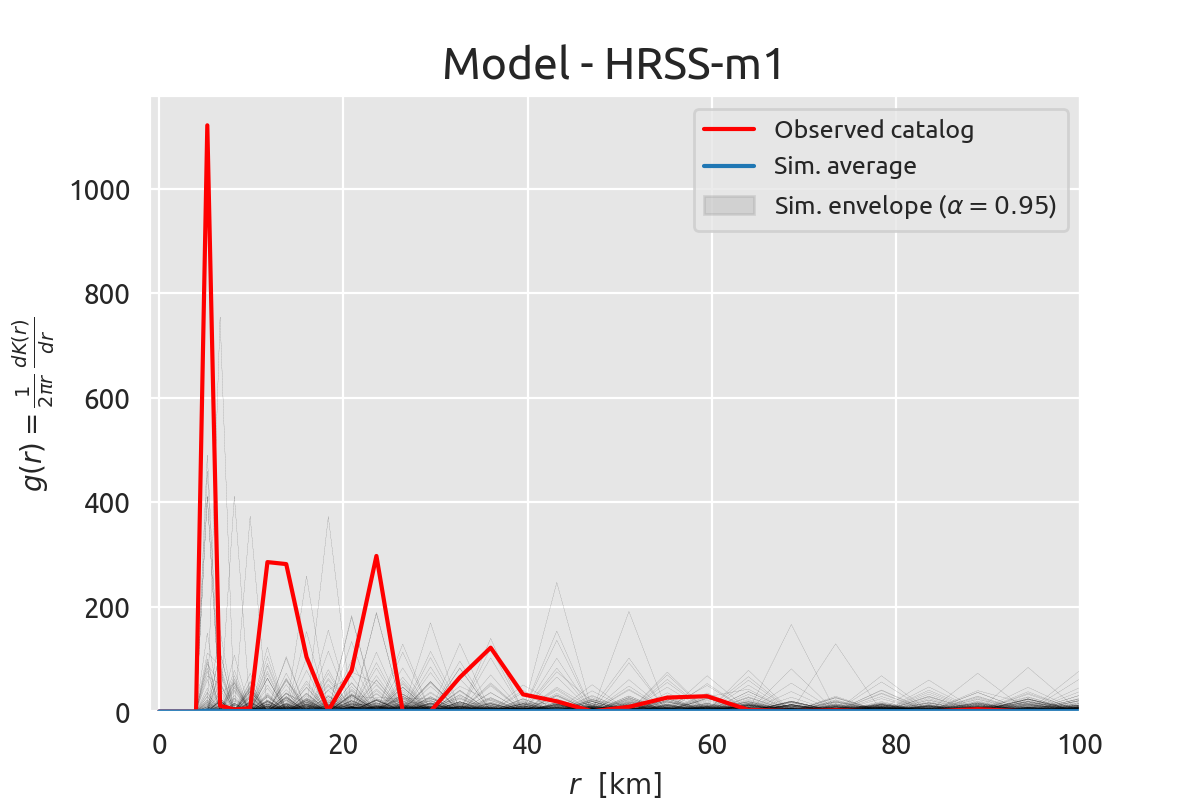 Model - HRSS-m1
Observed catalog
Sim. average
Sim. envelope (α = 0.95)
g(r) = 1/2πr dK(r)/dr
1000
800
600
400
200
0
0 20 40 60 80 100
r [km]